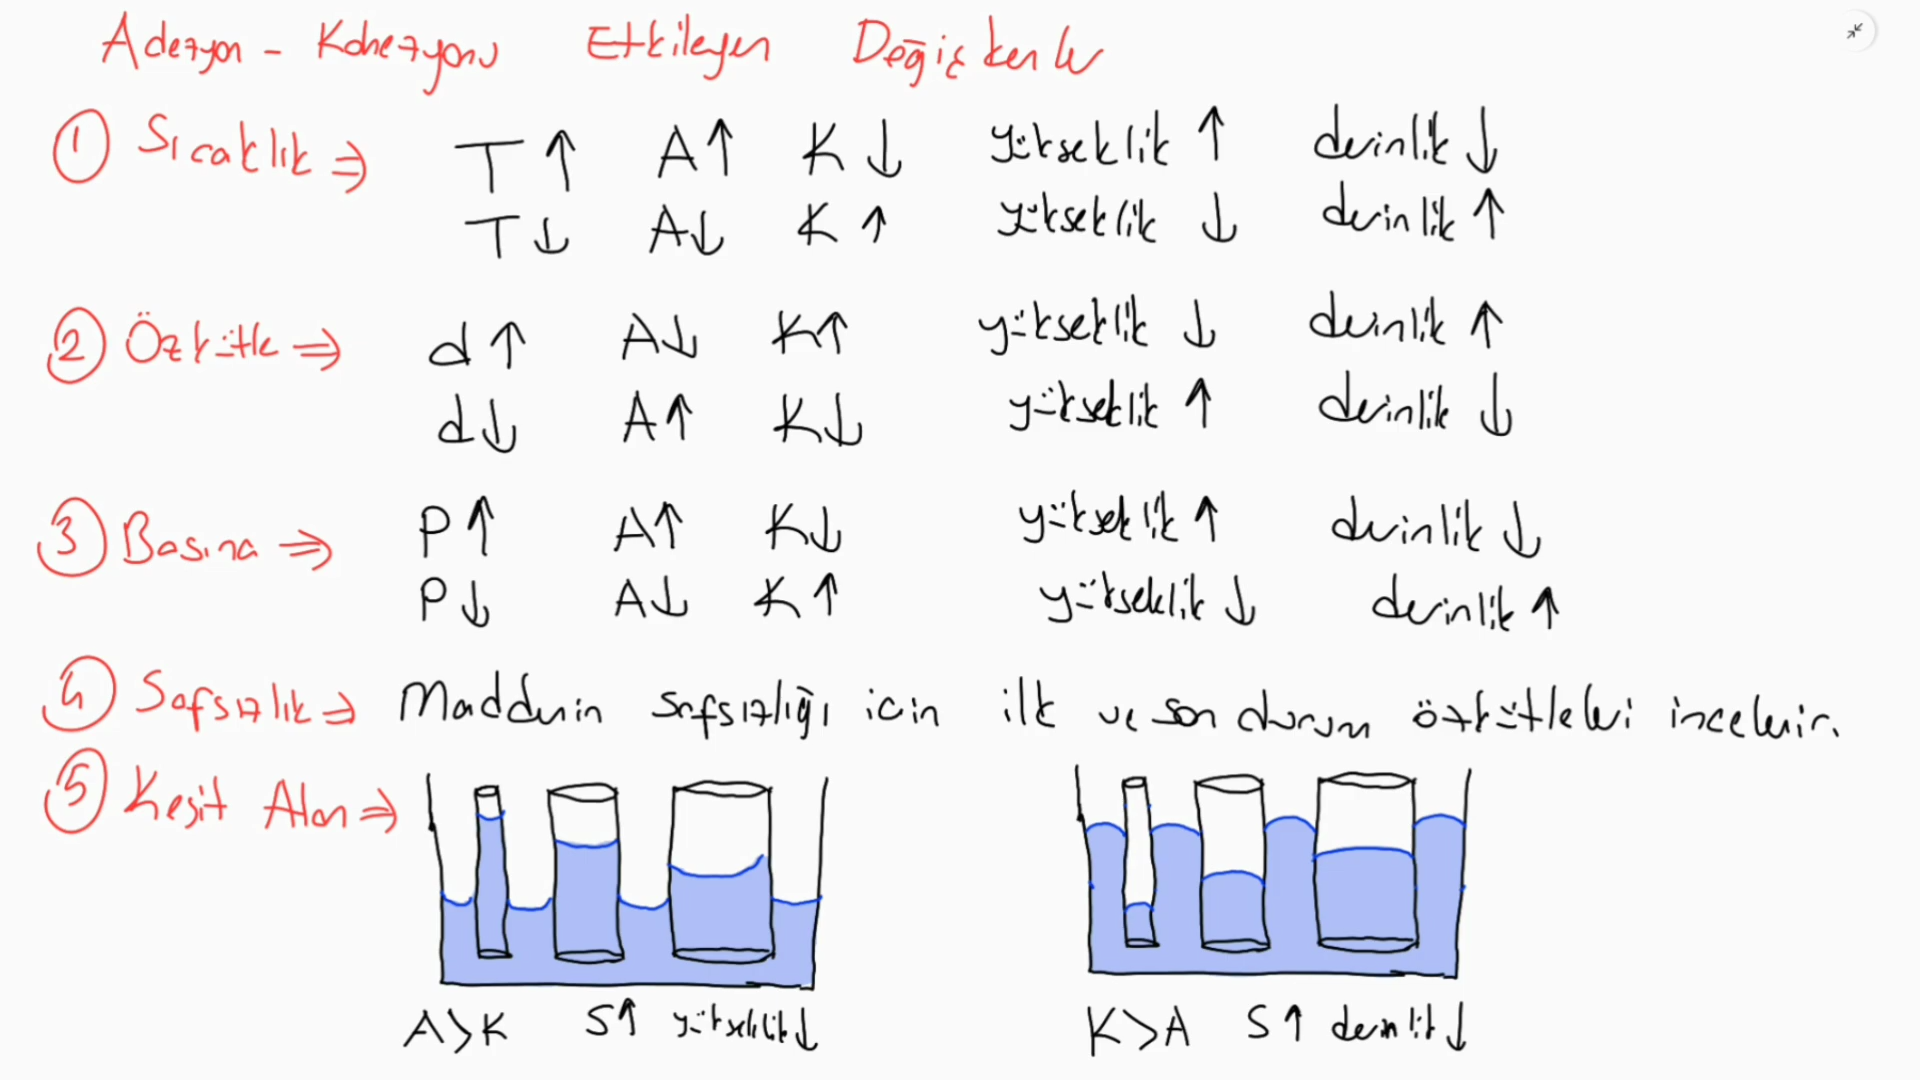 Adezyon - Kohezyonu Etkileyen Değişkenler
① Sıcaklık ⇒ T↑ A↑ K↓ yükseklik ↑ derinlik ↓
T↓ A↓ K↑ yükseklik ↓ derinlik ↑
② Özkütle ⇒ d↑ A↓ K↑ yükseklik ↓ derinlik ↑
d↓ A↑ K↓ yükseklik ↑ derinlik ↓
③ Basınç ⇒ P↑ A↑ K↓ yükseklik ↑ derinlik ↓
P↓ A↓ K↑ yükseklik ↓ derinlik ↑
④ Safsızlık ⇒ Maddenin safsızlığı icin ilk ve son durum özkütleleri incelenir.
⑤ Kesit Alan ⇒
A>K S↑ yükseklik↓
K>A S↑ derinlik↓